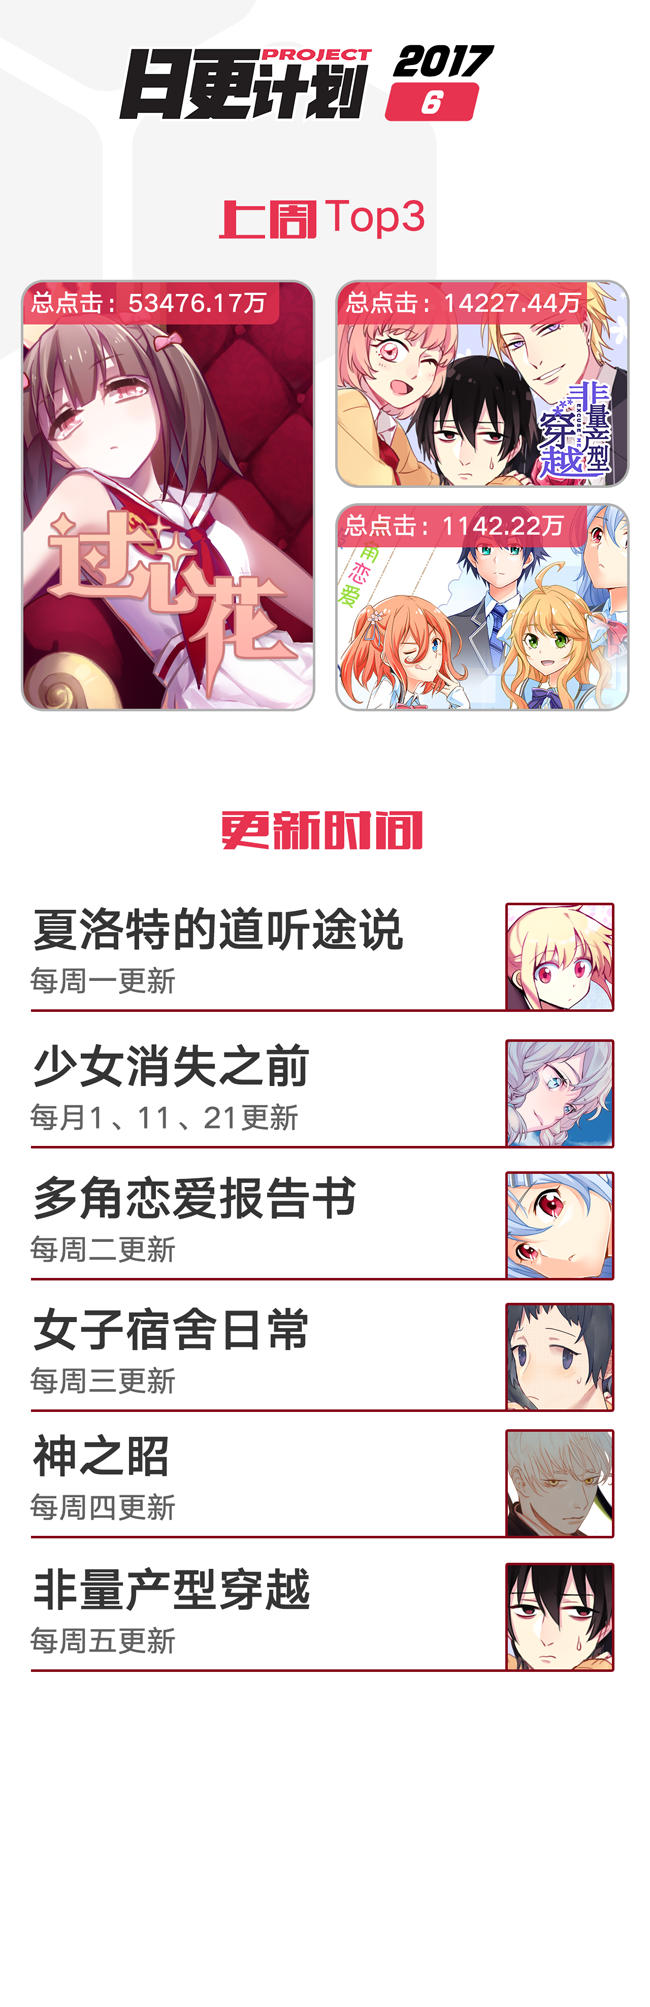 日更计划
PROJECT
2017
6
上周Top3
总点击：53476.17万
过心花
总点击：14227.44万
非量产型
穿越
EXCUSE ME
总点击：1142.22万
角恋爱
更新时间
夏洛特的道听途说
每周一更新
少女消失之前
每月1、11、21更新
多角恋爱报告书
每周二更新
女子宿舍日常
每周三更新
神之昭
每周四更新
非量产型穿越
每周五更新